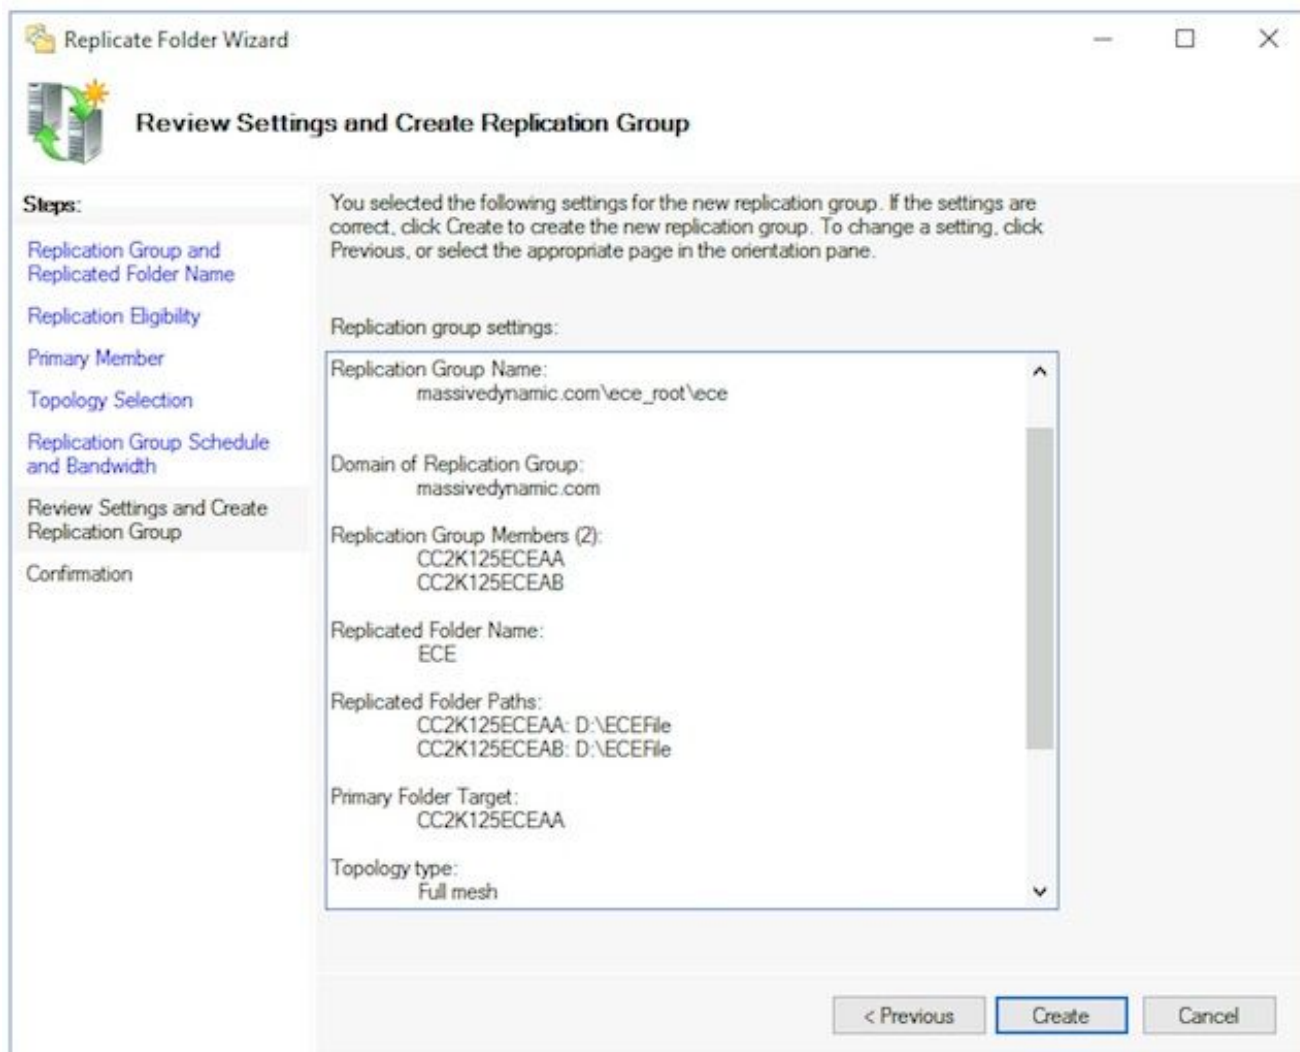 Replicate Folder Wizard
Review Settings and Create Replication Group
Steps:
Replication Group and
Replicated Folder Name
Replication Eligibility
Primary Member
Topology Selection
Replication Group Schedule
and Bandwidth
Review Settings and Create
Replication Group
Confirmation
You selected the following settings for the new replication group. If the settings are
correct, click Create to create the new replication group. To change a setting, click
Previous, or select the appropriate page in the orientation pane.
Replication group settings:
Replication Group Name:
massivedynamic.com\ece_root\ece
Domain of Replication Group:
massivedynamic.com
Replication Group Members (2):
CC2K125ECEAA
CC2K125ECEAB
Replicated Folder Name:
ECE
Replicated Folder Paths:
CC2K125ECEAA: D:\ECEFile
CC2K125ECEAB: D:\ECEFile
Primary Folder Target:
CC2K125ECEAA
Topology type:
Full mesh
< Previous
Create
Cancel